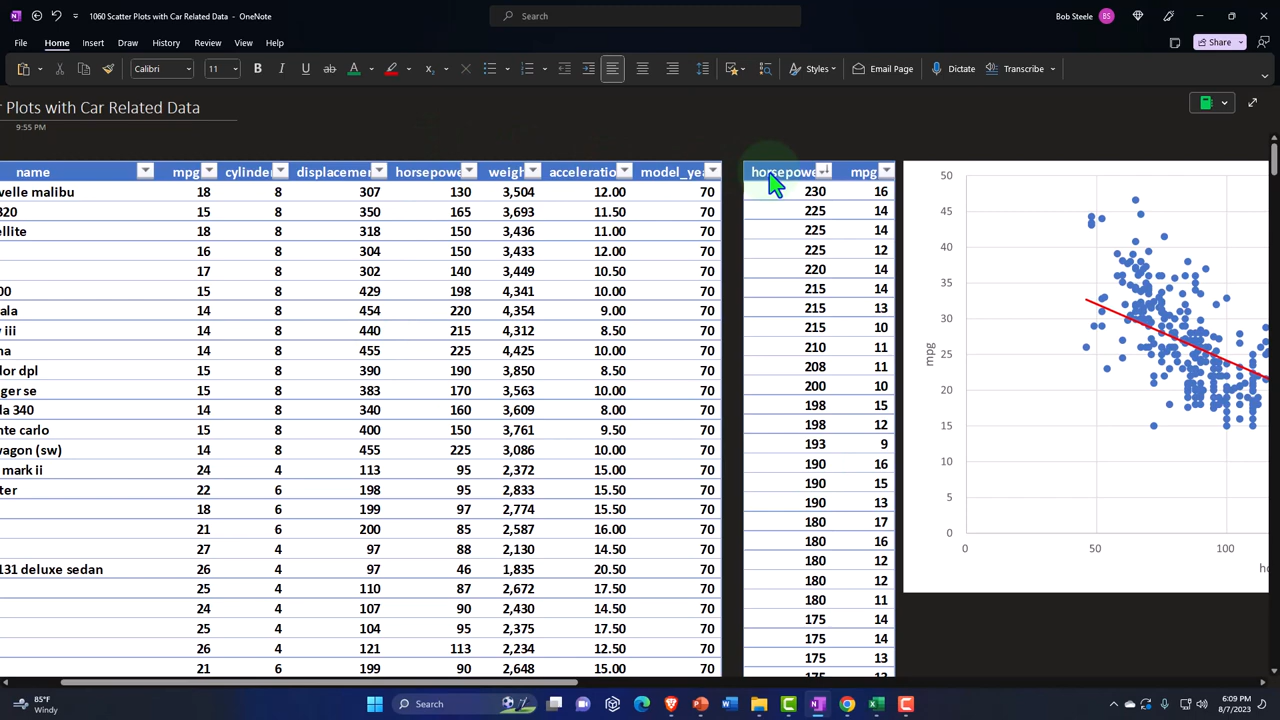 1060 Scatter Plots with Car Related Data - OneNote
Search
Bob Steele BS
File Home Insert Draw History Review View Help
Share
Calibri 11 B I U ab A Styles Email Page Dictate Transcribe
Plots with Car Related Data
9:55 PM
name mpg cylinde displacemen horsepowe weigh acceleratio model_ye
velle malibu 18 8 307 130 3,504 12.00 70
320 15 8 350 165 3,693 11.50 70
ellite 18 8 318 150 3,436 11.00 70
16 8 304 150 3,433 12.00 70
17 8 302 140 3,449 10.50 70
00 15 8 429 198 4,341 10.00 70
ala 14 8 454 220 4,354 9.00 70
y iii 14 8 440 215 4,312 8.50 70
na 14 8 455 225 4,425 10.00 70
dor dpl 15 8 390 190 3,850 8.50 70
ger se 15 8 383 170 3,563 10.00 70
da 340 14 8 340 160 3,609 8.00 70
nte carlo 15 8 400 150 3,761 9.50 70
wagon (sw) 14 8 455 225 3,086 10.00 70
mark ii 24 4 113 95 2,372 15.00 70
ter 22 6 198 95 2,833 15.50 70
18 6 199 97 2,774 15.50 70
21 6 200 85 2,587 16.00 70
27 4 97 88 2,130 14.50 70
131 deluxe sedan 26 4 97 46 1,835 20.50 70
25 4 110 87 2,672 17.50 70
24 4 107 90 2,430 14.50 70
25 4 104 95 2,375 17.50 70
26 4 121 113 2,234 12.50 70
21 6 199 90 2,648 15.00 70
horsepowe mpg
230 16
225 14
225 14
225 12
220 14
215 14
215 13
215 10
210 11
208 11
200 10
198 15
198 12
193 9
190 16
190 15
190 13
180 17
180 16
180 12
180 12
180 11
175 14
175 14
175 13
50
45
40
35
30
25
20
15
10
5
0
mpg
0 50 100
ho
85°F
Windy
Search
6:09 PM
8/7/2023